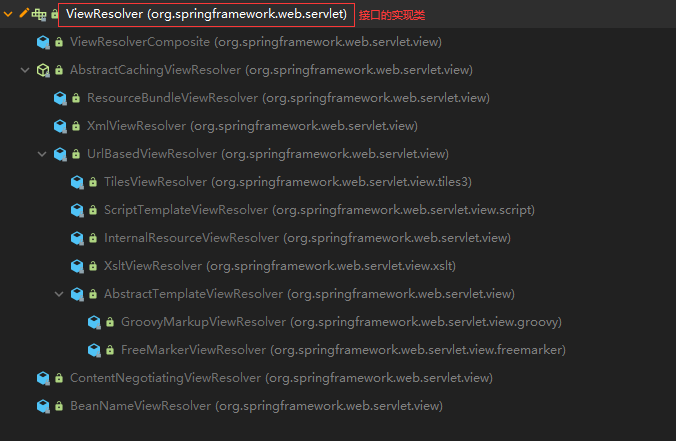 ViewResolver (org.springframework.web.servlet) 接口的实现类
ViewResolverComposite (org.springframework.web.servlet.view)
AbstractCachingViewResolver (org.springframework.web.servlet.view)
ResourceBundleViewResolver (org.springframework.web.servlet.view)
XmlViewResolver (org.springframework.web.servlet.view)
UrlBasedViewResolver (org.springframework.web.servlet.view)
TilesViewResolver (org.springframework.web.servlet.view.tiles3)
ScriptTemplateViewResolver (org.springframework.web.servlet.view.script)
InternalResourceViewResolver (org.springframework.web.servlet.view)
XsltViewResolver (org.springframework.web.servlet.view.xslt)
AbstractTemplateViewResolver (org.springframework.web.servlet.view)
GroovyMarkupViewResolver (org.springframework.web.servlet.view.groovy)
FreeMarkerViewResolver (org.springframework.web.servlet.view.freemarker)
ContentNegotiatingViewResolver (org.springframework.web.servlet.view)
BeanNameViewResolver (org.springframework.web.servlet.view)